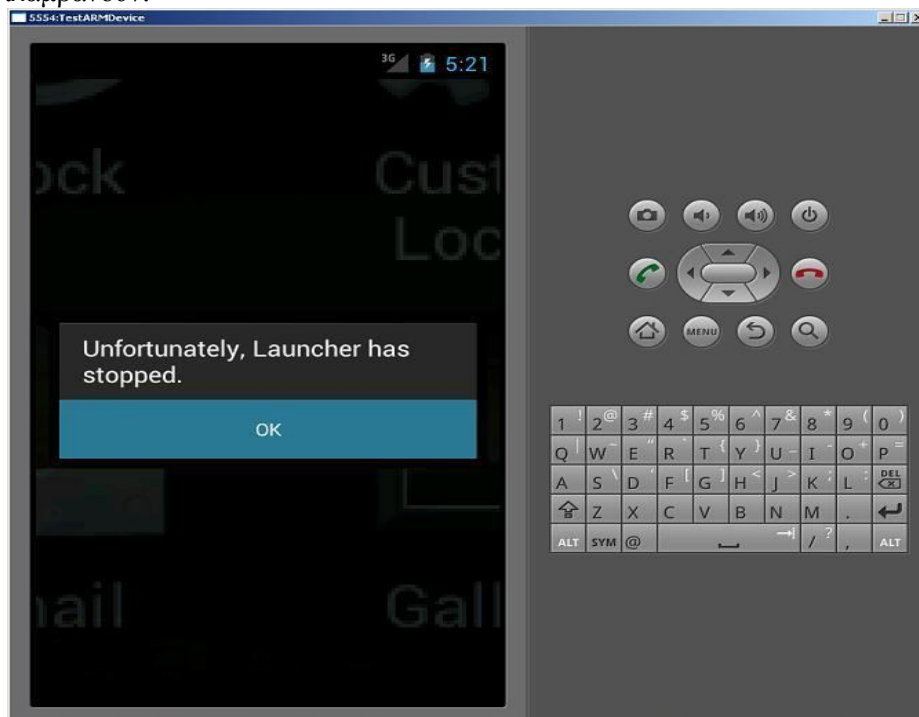 5554:TestARMDevice
3G 5:21
ock Cust
Loc
Unfortunately, Launcher has
stopped.
OK
ail Gall
MENU
1 ! 2 @ 3 # 4 $ 5 % 6 ^ 7 & 8 * 9 ( 0 )
Q | W ~ E " R ` T { Y } U _ I - O + P =
A S \ D ' F [ G ] H < J > K ; L : DEL
Z X C V B N M .
ALT SYM @ / ? , ALT